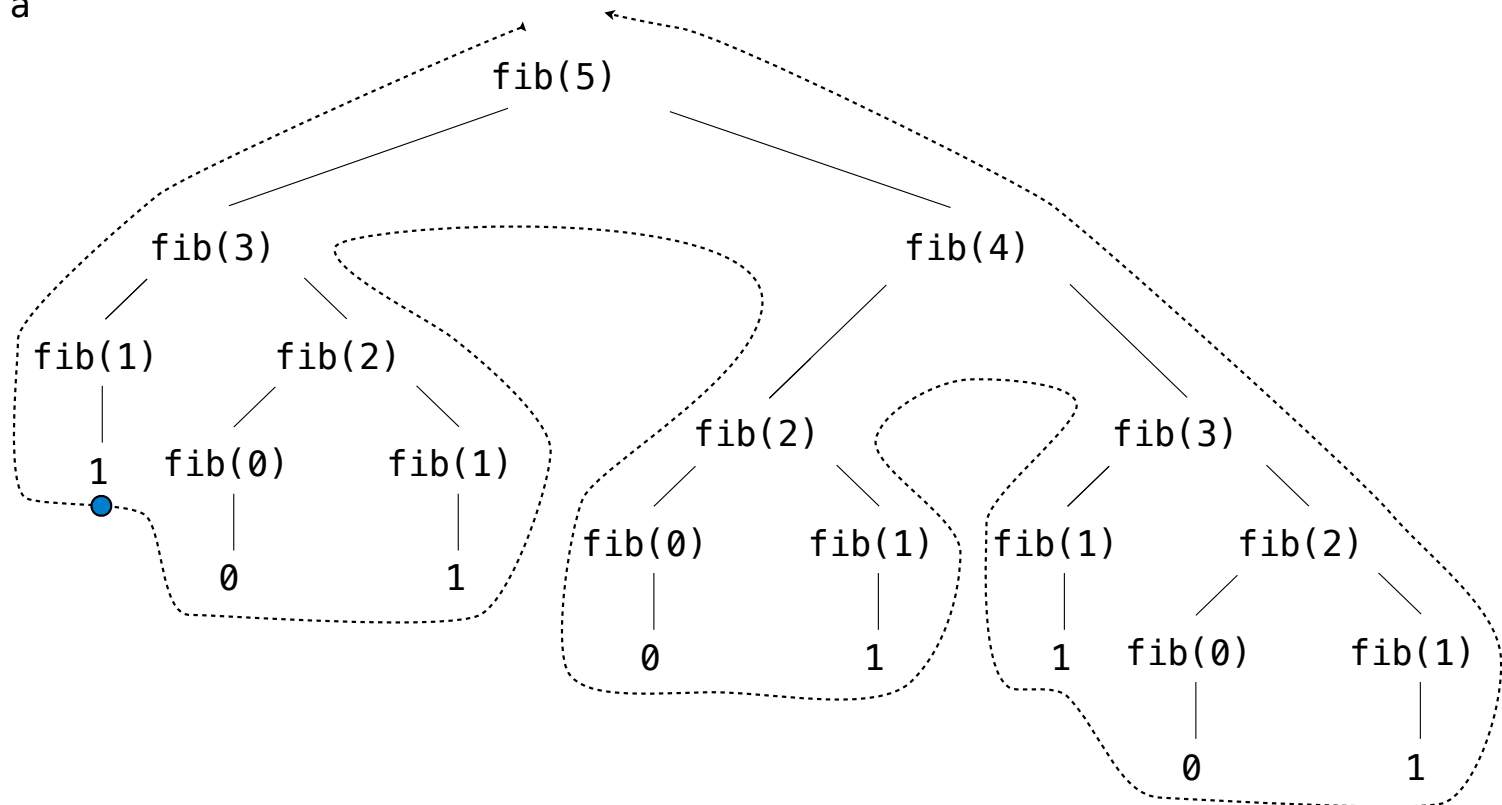 a
fib(5)
fib(3) fib(4)
fib(1) fib(2)
fib(2) fib(3)
1 fib(0) fib(1)
fib(0) fib(1) fib(1) fib(2)
0 1
0 1 1 fib(0) fib(1)
0 1